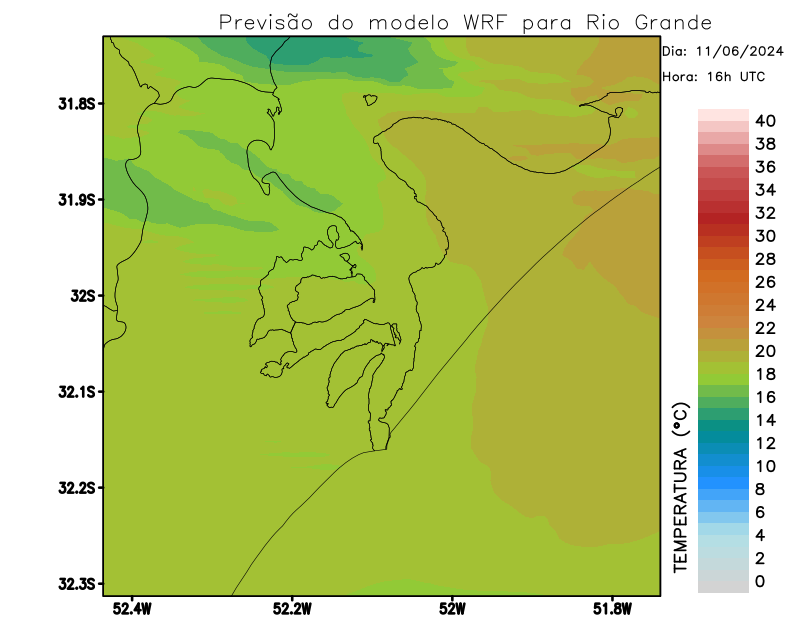 Previsão do modelo WRF para Rio Grande
Dia: 11/06/2024
Hora: 16h UTC
31.8S
31.9S
32S
32.1S
32.2S
32.3S
52.4W
52.2W
52W
51.8W
40
38
36
34
32
30
28
26
24
22
20
18
16
14
12
10
8
6
4
2
0
TEMPERATURA (°C)